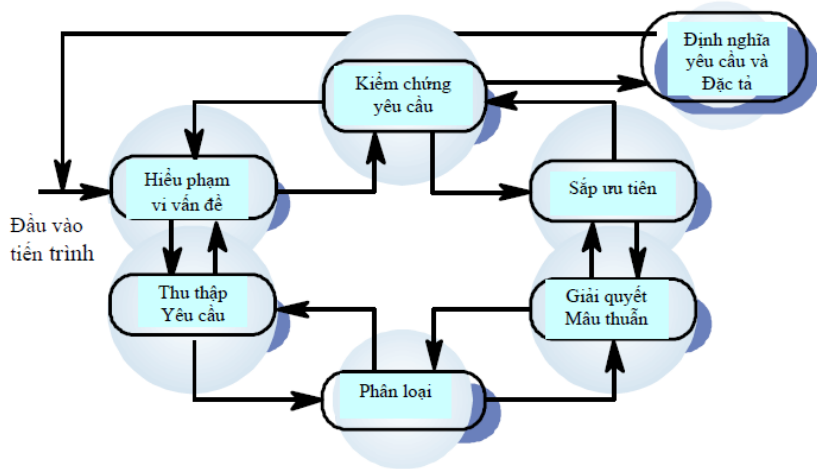 Định nghĩa
yêu cầu và
Đặc tả
Kiểm chứng
yêu cầu
Hiểu phạm
vi vấn đề
Sắp ưu tiên
Đầu vào
tiến trình
Thu thập
Yêu cầu
Giải quyết
Mâu thuẫn
Phân loại